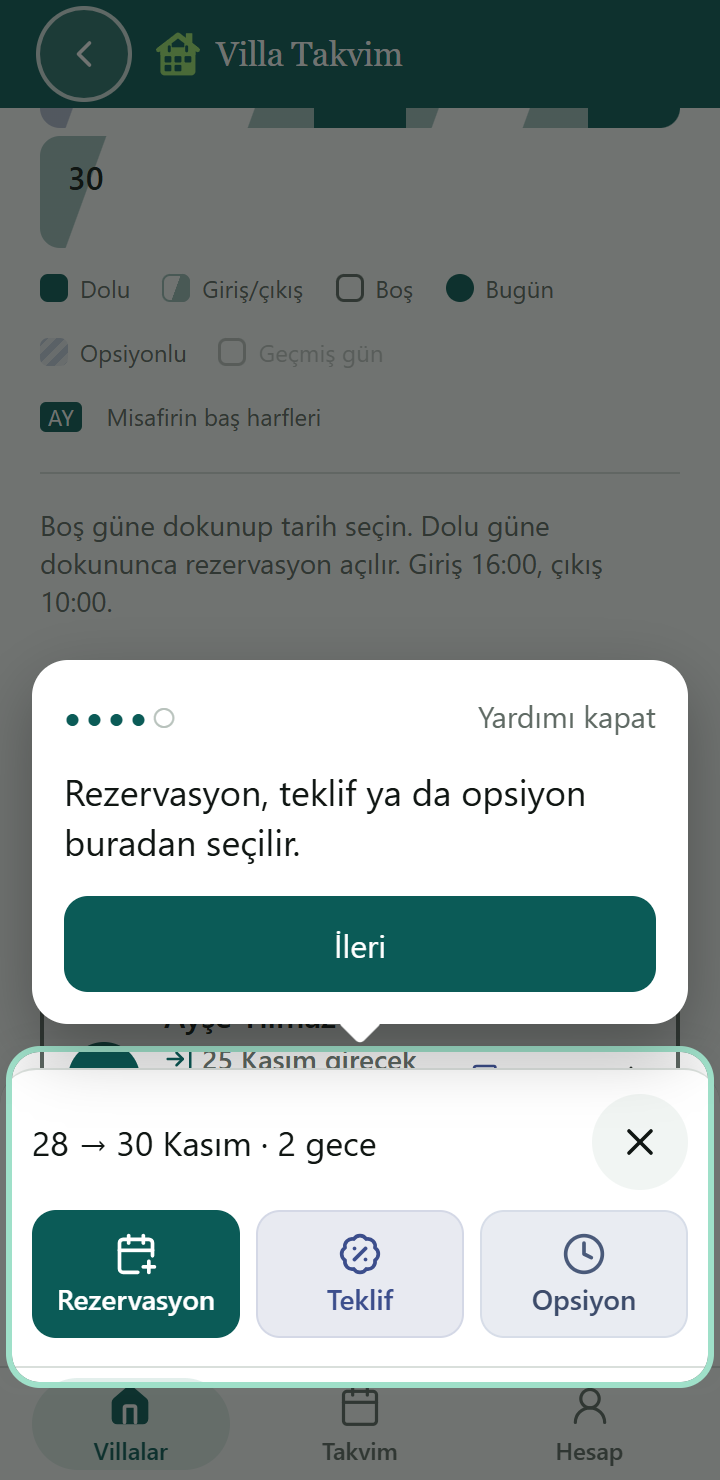 Villa Takvim
30
Dolu
Giriş/çıkış
Boş
Bugün
Opsiyonlu
Geçmiş gün
AY
Misafirin baş harfleri
Boş güne dokunup tarih seçin. Dolu güne
dokununca rezervasyon açılır. Giriş 16:00, çıkış
10:00.
Yardımı kapat
Rezervasyon, teklif ya da opsiyon
buradan seçilir.
İleri
Ayşe Yılmaz
25 Kasım girecek
28 → 30 Kasım · 2 gece
Rezervasyon
Teklif
Opsiyon
Villalar
Takvim
Hesap